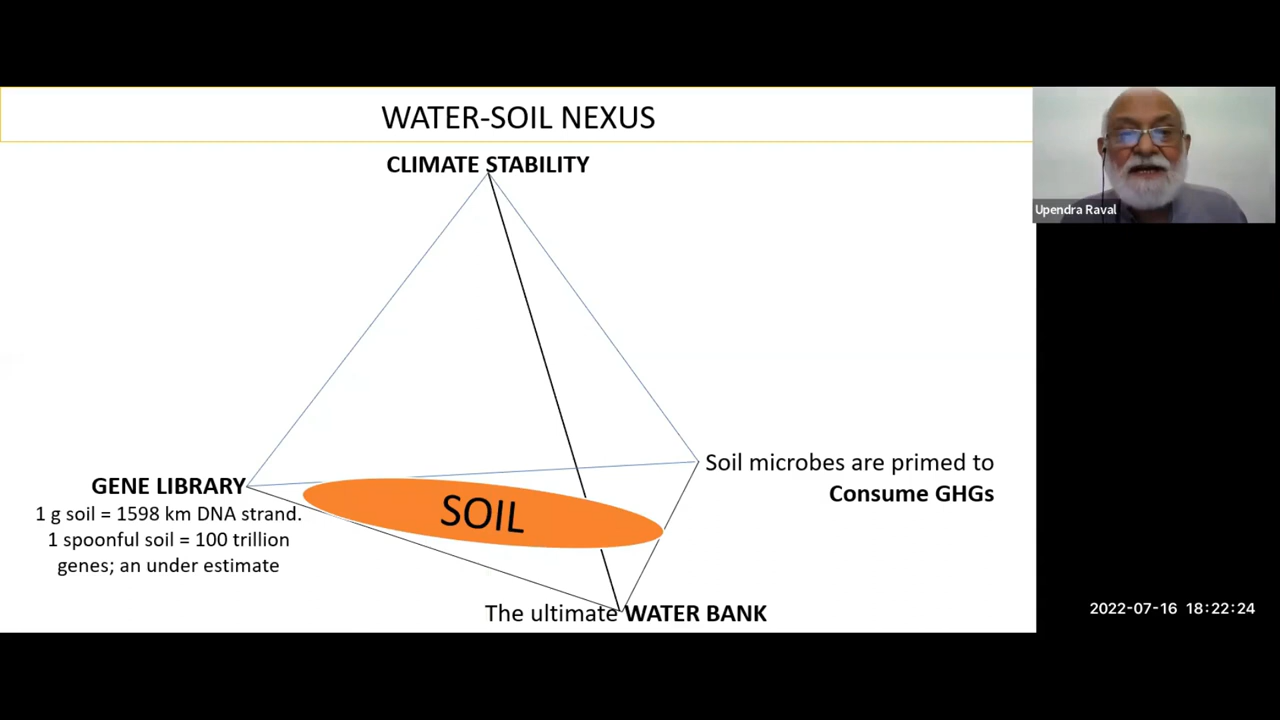 WATER-SOIL NEXUS
CLIMATE STABILITY
Upendra Raval
Soil microbes are primed to
Consume GHGs
GENE LIBRARY
1 g soil = 1598 km DNA strand.
1 spoonful soil = 100 trillion
genes; an under estimate
SOIL
The ultimate WATER BANK
2022-07-16 18:22:24